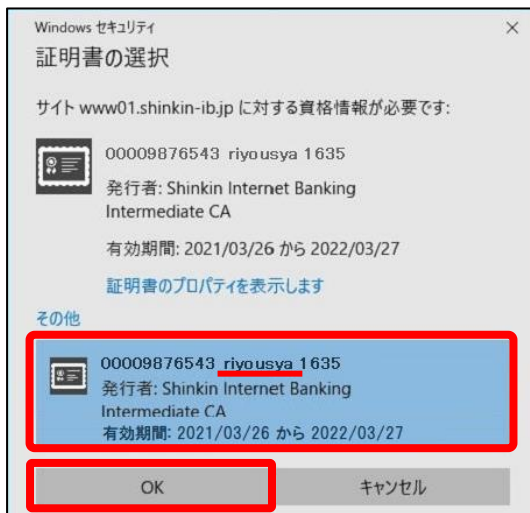 Windows セキュリティ
証明書の選択
サイト www01.shinkin-ib.jp に対する資格情報が必要です:
00009876543 riyousya 1635
発行者: Shinkin Internet Banking
Intermediate CA
有効期間: 2021/03/26 から 2022/03/27
証明書のプロパティを表示します
その他
00009876543 riyousya 1635
発行者: Shinkin Internet Banking
Intermediate CA
有効期間: 2021/03/26 から 2022/03/27
OK
キャンセル